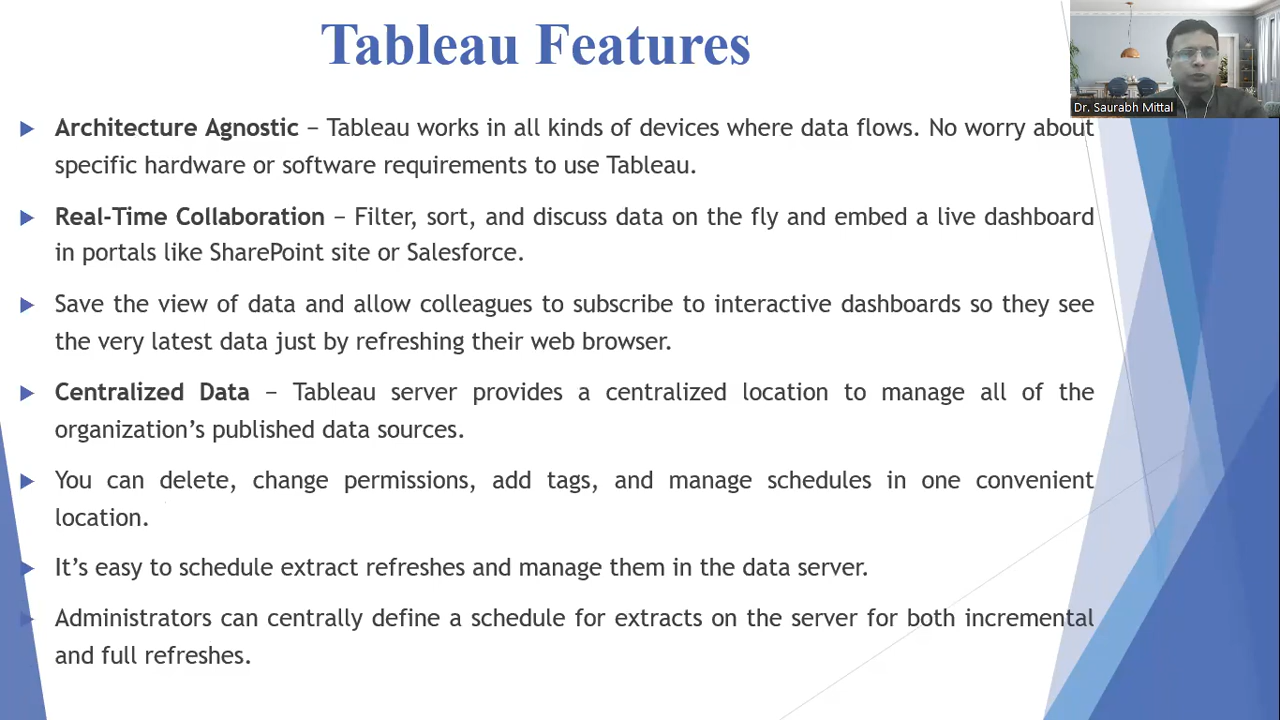 Tableau Features
Dr. Saurabh Mittal
Architecture Agnostic − Tableau works in all kinds of devices where data flows. No worry about
specific hardware or software requirements to use Tableau.
Real-Time Collaboration − Filter, sort, and discuss data on the fly and embed a live dashboard
in portals like SharePoint site or Salesforce.
Save the view of data and allow colleagues to subscribe to interactive dashboards so they see
the very latest data just by refreshing their web browser.
Centralized Data − Tableau server provides a centralized location to manage all of the
organization’s published data sources.
You can delete, change permissions, add tags, and manage schedules in one convenient
location.
It’s easy to schedule extract refreshes and manage them in the data server.
Administrators can centrally define a schedule for extracts on the server for both incremental
and full refreshes.